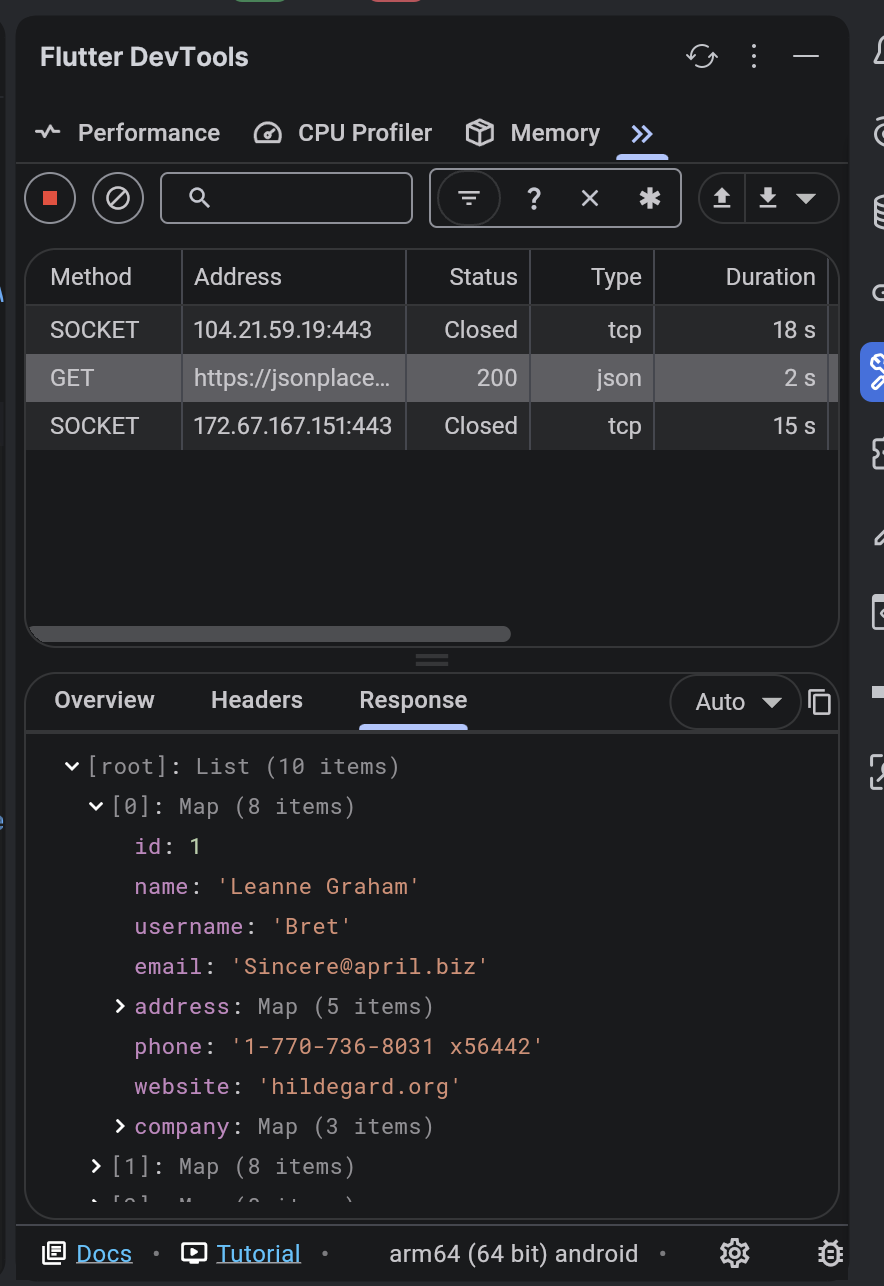 Flutter DevTools
Performance CPU Profiler Memory
Method Address Status Type Duration
SOCKET 104.21.59.19:443 Closed tcp 18 s
GET https://jsonplace... 200 json 2 s
SOCKET 172.67.167.151:443 Closed tcp 15 s
Overview Headers Response Auto
[root]: List (10 items)
[0]: Map (8 items)
id: 1
name: 'Leanne Graham'
username: 'Bret'
email: 'Sincere@april.biz'
address: Map (5 items)
phone: '1-770-736-8031 x56442'
website: 'hildegard.org'
company: Map (3 items)
[1]: Map (8 items)
Docs • Tutorial • arm64 (64 bit) android •